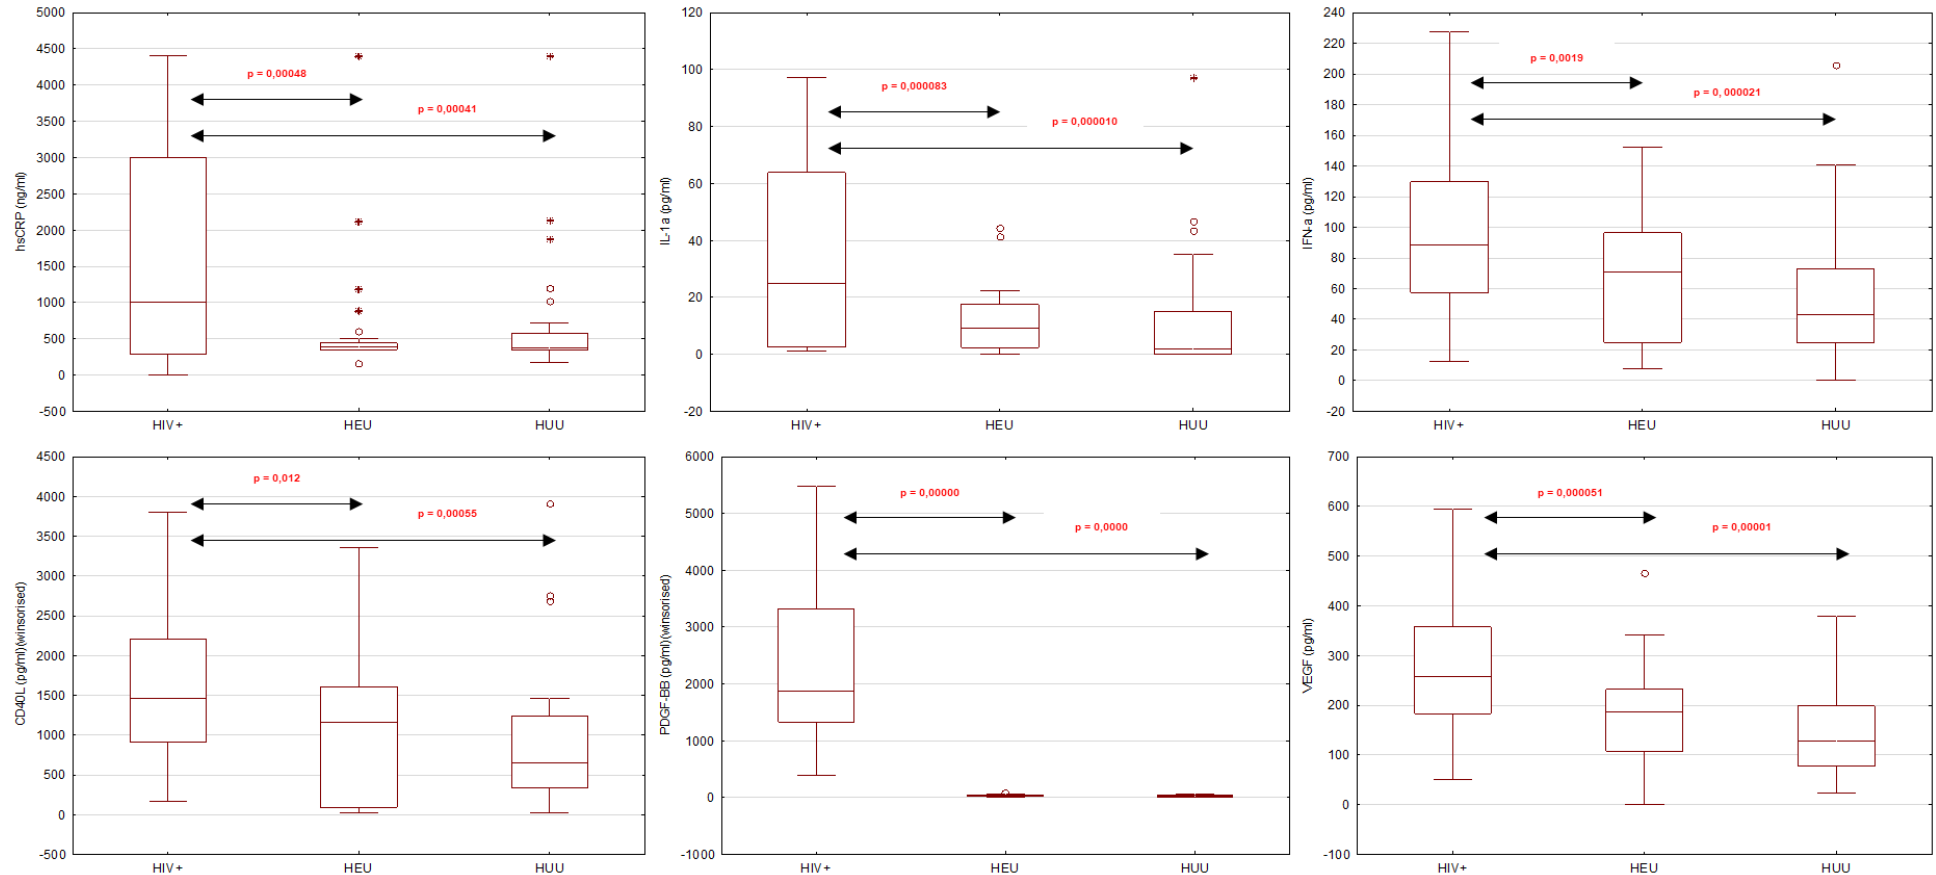 5000
4500
4000
3500
3000
2500
2000
1500
1000
500
0
-500
hsCRP (ng/ml)
p = 0,00048
p = 0,00041
HIV+
HEU
HUU
120
100
80
60
40
20
0
-20
IL-1a (pg/ml)
p = 0,000083
p = 0,000010
HIV+
HEU
HUU
240
220
200
180
160
140
120
100
80
60
40
20
0
-20
IFN-a (pg/ml)
p = 0,0019
p = 0, 000021
HIV+
HEU
HUU
4500
4000
3500
3000
2500
2000
1500
1000
500
0
-500
CD40L (pg/ml)(winsorised)
p = 0,012
p = 0,00055
HIV+
HEU
HUU
6000
5000
4000
3000
2000
1000
0
-1000
PDGF-BB (pg/ml)(winsorised)
p = 0,00000
p = 0,0000
HIV+
HEU
HUU
700
600
500
400
300
200
100
0
-100
VEGF (pg/ml)
p = 0,000051
p = 0,00001
HIV+
HEU
HUU